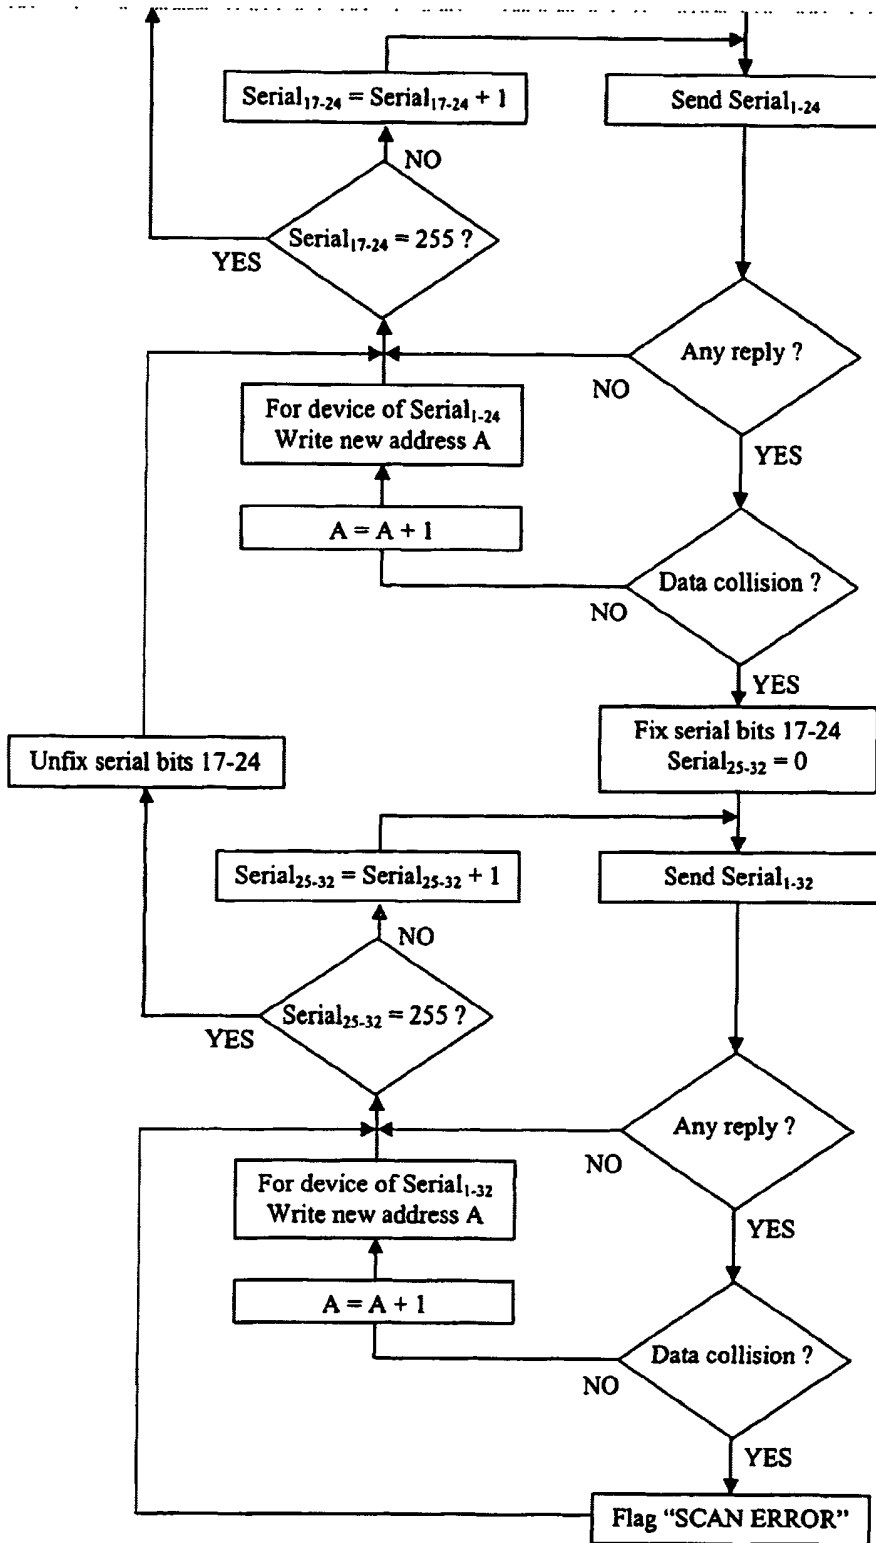 Serial17-24 = Serial17-24 + 1
Send Serial1-24
NO
Serial17-24 = 255 ?
YES
Any reply ?
NO
For device of Serial1-24
Write new address A
YES
A = A + 1
Data collision ?
NO
YES
Fix serial bits 17-24
Serial25-32 = 0
Unfix serial bits 17-24
Serial25-32 = Serial25-32 + 1
Send Serial1-32
NO
Serial25-32 = 255 ?
YES
Any reply ?
NO
For device of Serial1-32
Write new address A
YES
A = A + 1
Data collision ?
NO
YES
Flag “SCAN ERROR”